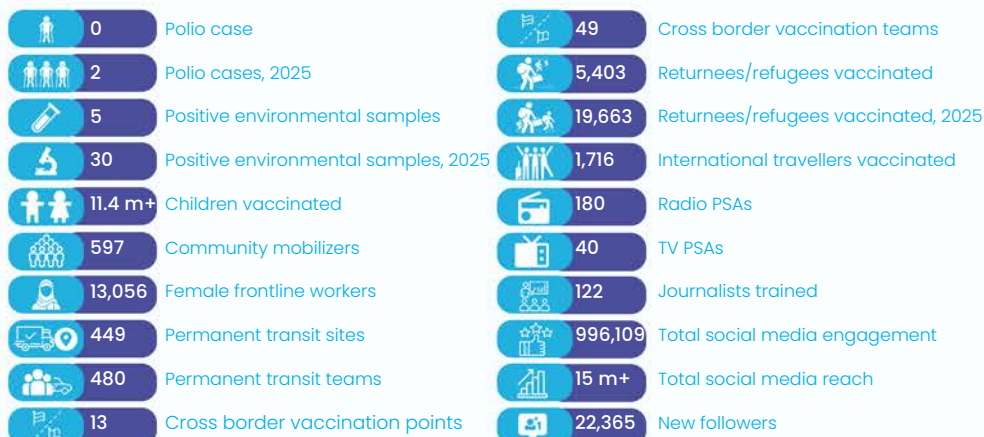 0 Polio case
2 Polio cases, 2025
5 Positive environmental samples
30 Positive environmental samples, 2025
11.4 m+ Children vaccinated
597 Community mobilizers
13,056 Female frontline workers
449 Permanent transit sites
480 Permanent transit teams
13 Cross border vaccination points
49 Cross border vaccination teams
5,403 Returnees/refugees vaccinated
19,663 Returnees/refugees vaccinated, 2025
1,716 International travellers vaccinated
180 Radio PSAs
40 TV PSAs
122 Journalists trained
996,109 Total social media engagement
15 m+ Total social media reach
22,365 New followers